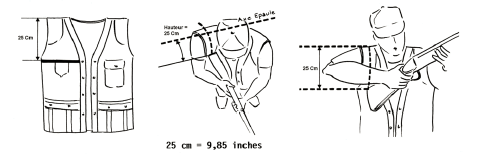 25 Cm
Hauteur =
25 Cm
Axe Epaule
25 Cm
25 cm = 9,85 inches